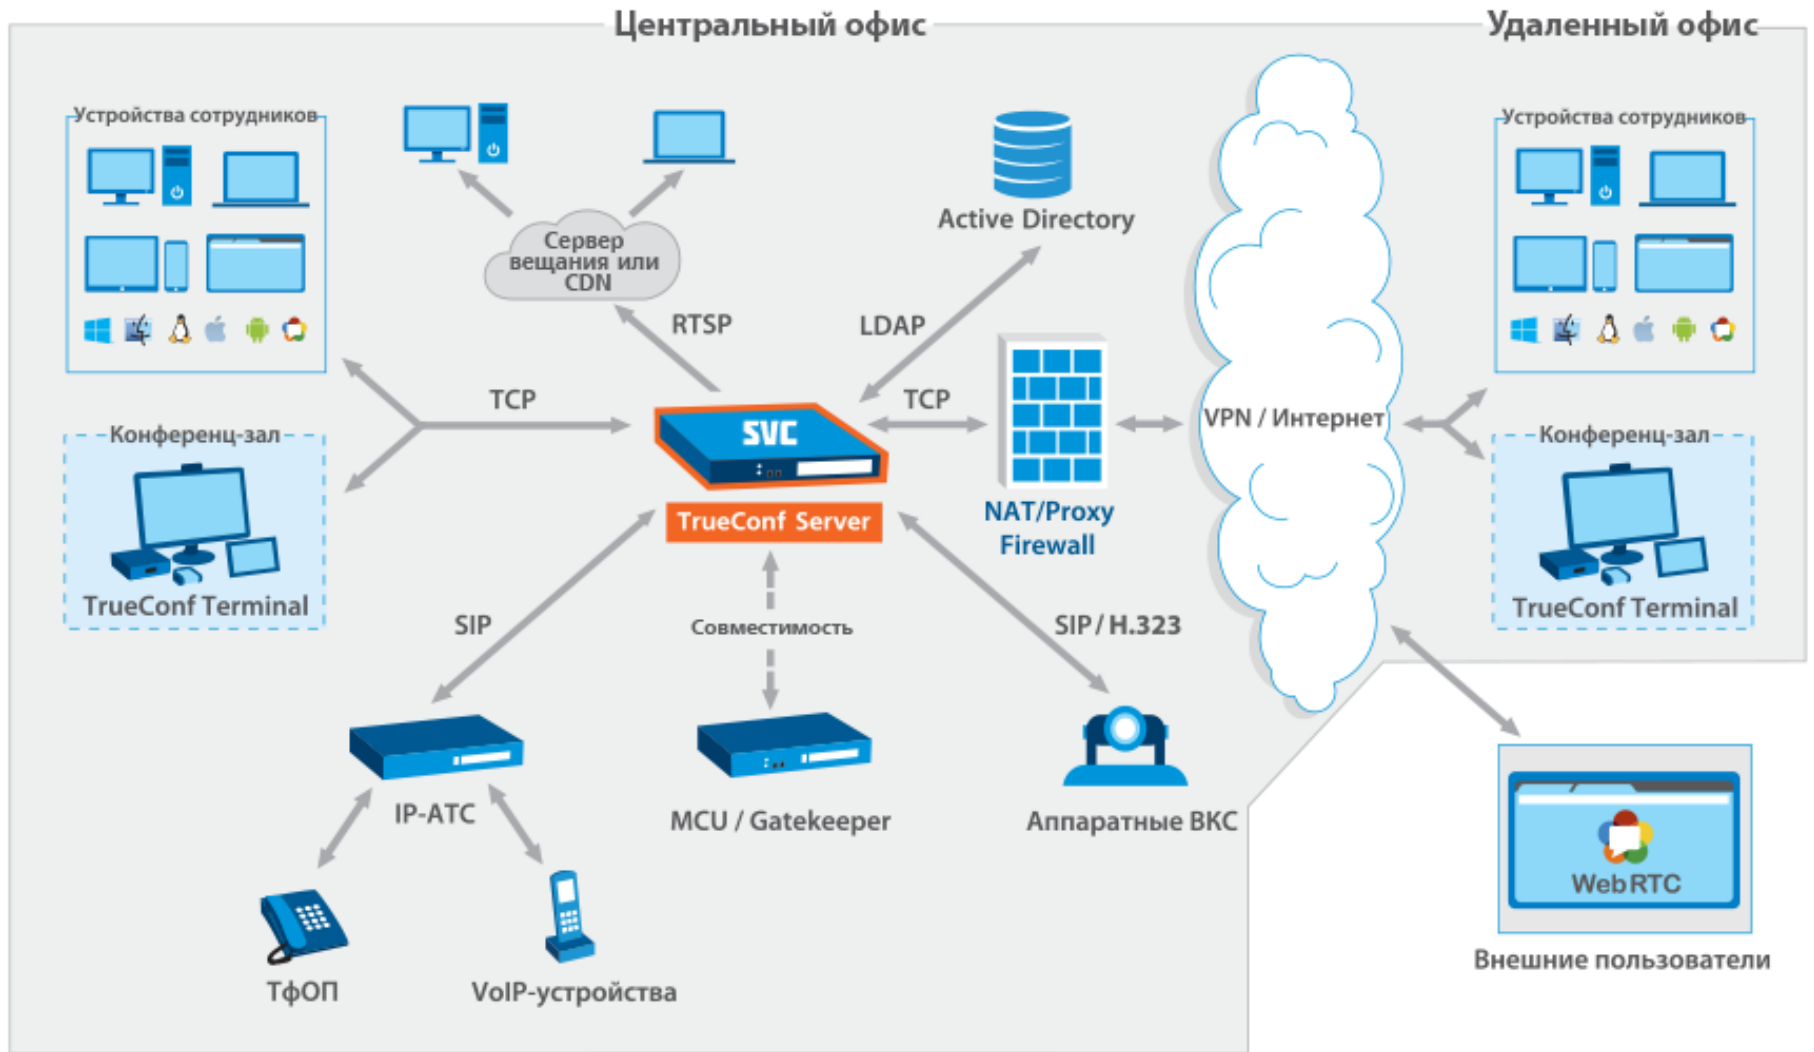 Центральный офис
Удаленный офис
Устройства сотрудников
Устройства сотрудников
Сервер
вещания или
CDN
Active Directory
RTSP
LDAP
TCP
TCP
SVC
VPN / Интернет
Конференц-зал
Конференц-зал
TrueConf Server
NAT/Proxy
Firewall
TrueConf Terminal
TrueConf Terminal
SIP
Совместимость
SIP / H.323
IP-АТС
MCU / Gatekeeper
Аппаратные ВКС
WebRTC
Внешние пользователи
ТфОП
VoIP-устройства